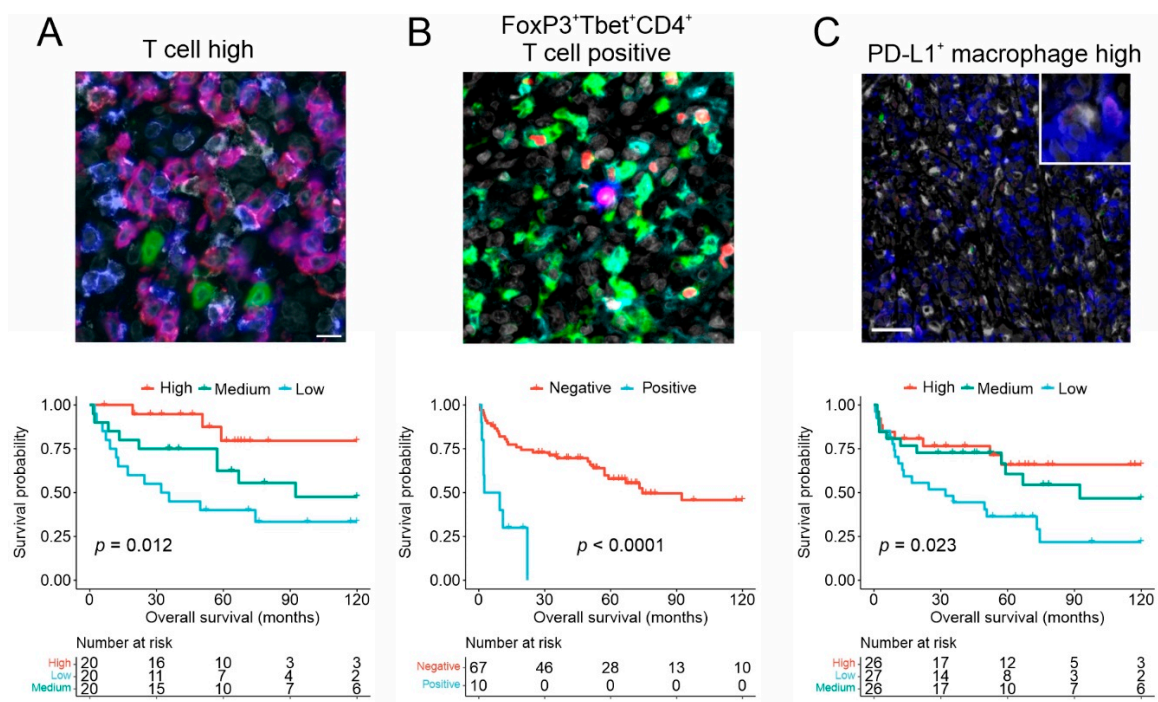 A
T cell high
B
FoxP3⁺Tbet⁺CD4⁺
T cell positive
C
PD-L1⁺ macrophage high
High Medium Low
Survival probability
1.00
0.75
0.50
0.25
0.00
p = 0.012
0 30 60 90 120
Overall survival (months)
Number at risk
High 20 16 10 3 3
Low 20 11 7 4 2
Medium 20 15 10 7 6
Negative Positive
Survival probability
1.00
0.75
0.50
0.25
0.00
p < 0.0001
0 30 60 90 120
Overall survival (months)
Number at risk
Negative 67 46 28 13 10
Positive 10 0 0 0 0
High Medium Low
Survival probability
1.00
0.75
0.50
0.25
0.00
p = 0.023
0 30 60 90 120
Overall survival (months)
Number at risk
High 26 17 12 5 3
Low 27 14 8 3 2
Medium 26 17 10 7 6